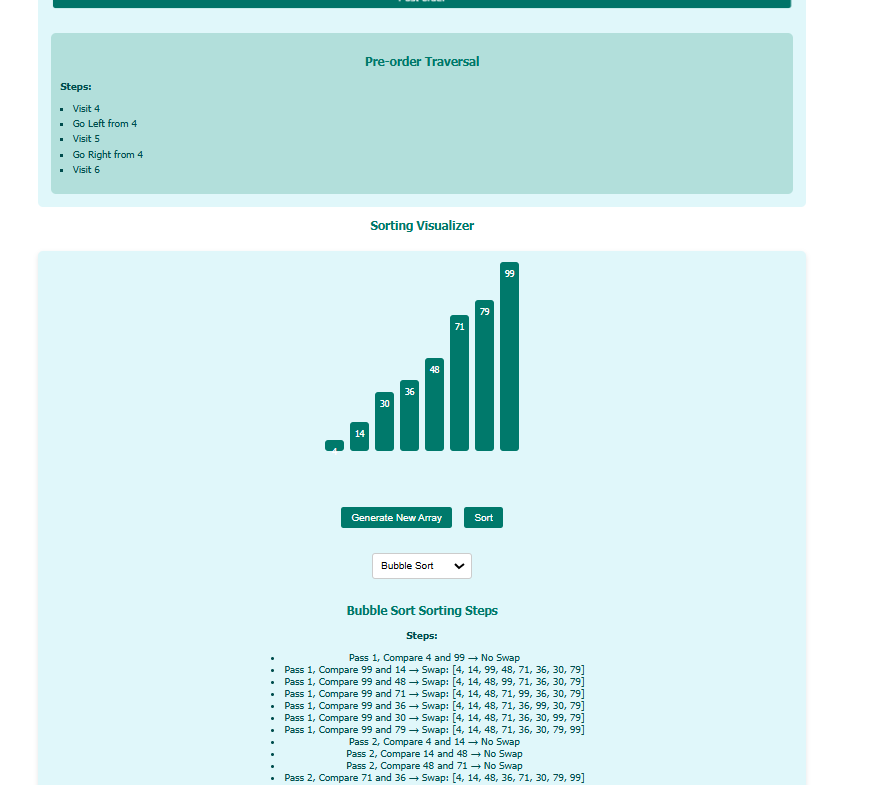 Pre-order Traversal
Steps:
Visit 4
Go Left from 4
Visit 5
Go Right from 4
Visit 6
Sorting Visualizer
99
79
71
48
36
30
14
Generate New Array Sort
Bubble Sort
Bubble Sort Sorting Steps
Steps:
Pass 1, Compare 4 and 99 → No Swap
Pass 1, Compare 99 and 14 → Swap: [4, 14, 99, 48, 71, 36, 30, 79]
Pass 1, Compare 99 and 48 → Swap: [4, 14, 48, 99, 71, 36, 30, 79]
Pass 1, Compare 99 and 71 → Swap: [4, 14, 48, 71, 99, 36, 30, 79]
Pass 1, Compare 99 and 36 → Swap: [4, 14, 48, 71, 36, 99, 30, 79]
Pass 1, Compare 99 and 30 → Swap: [4, 14, 48, 71, 36, 30, 99, 79]
Pass 1, Compare 99 and 79 → Swap: [4, 14, 48, 71, 36, 30, 79, 99]
Pass 2, Compare 4 and 14 → No Swap
Pass 2, Compare 14 and 48 → No Swap
Pass 2, Compare 48 and 71 → No Swap
Pass 2, Compare 71 and 36 → Swap: [4, 14, 48, 36, 71, 30, 79, 99]